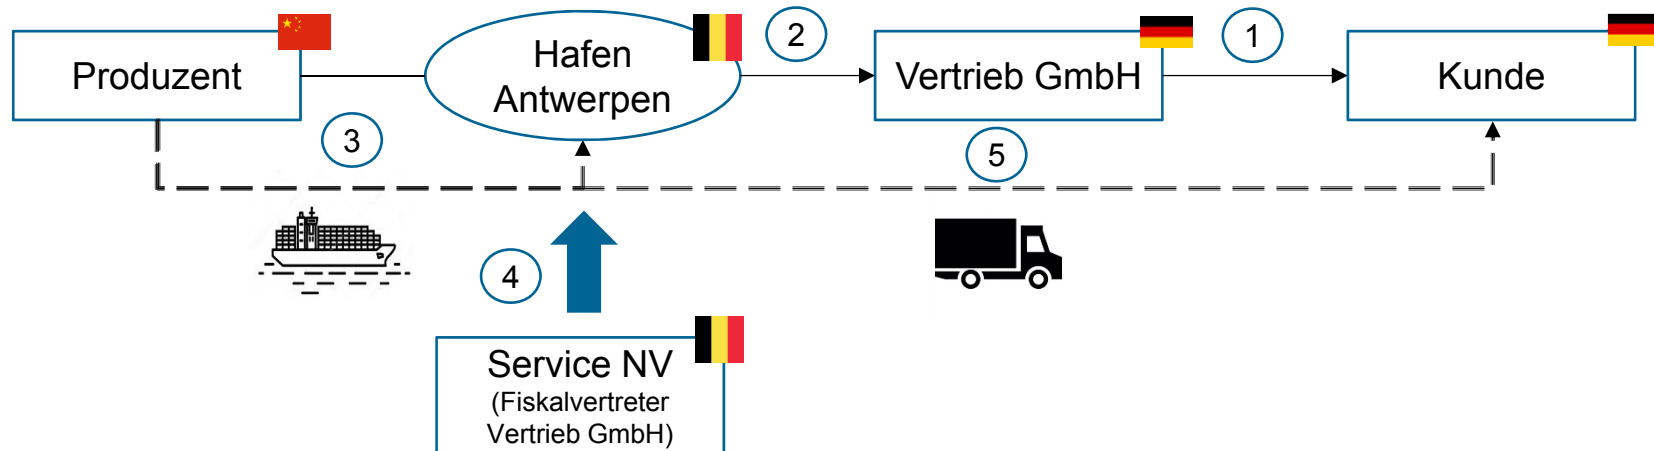 Produzent
Hafen
Antwerpen
2
Vertrieb GmbH
1
Kunde
3
5
4
Service NV
(Fiskalvertreter
Vertrieb GmbH)